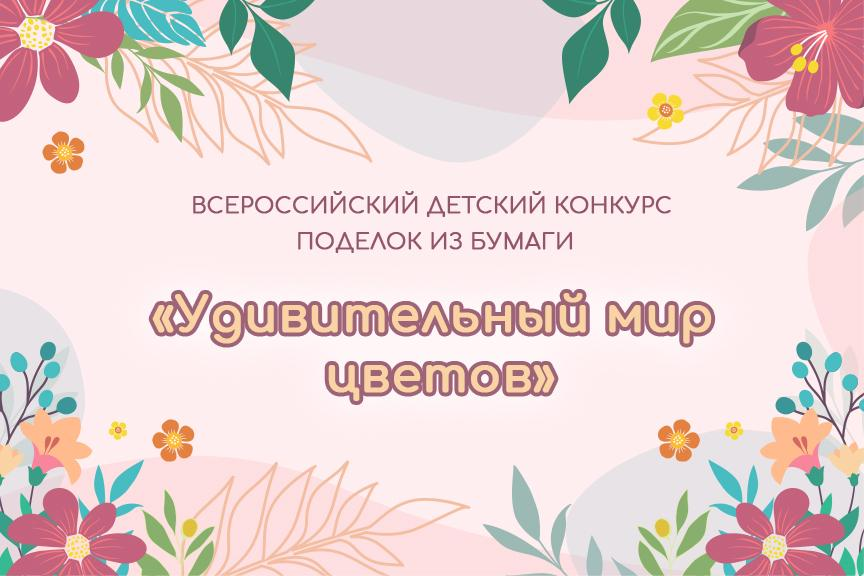 ВСЕРОССИЙСКИЙ ДЕТСКИЙ КОНКУРС
ПОДЕЛОК ИЗ БУМАГИ
«Удивительный мир
цветов»